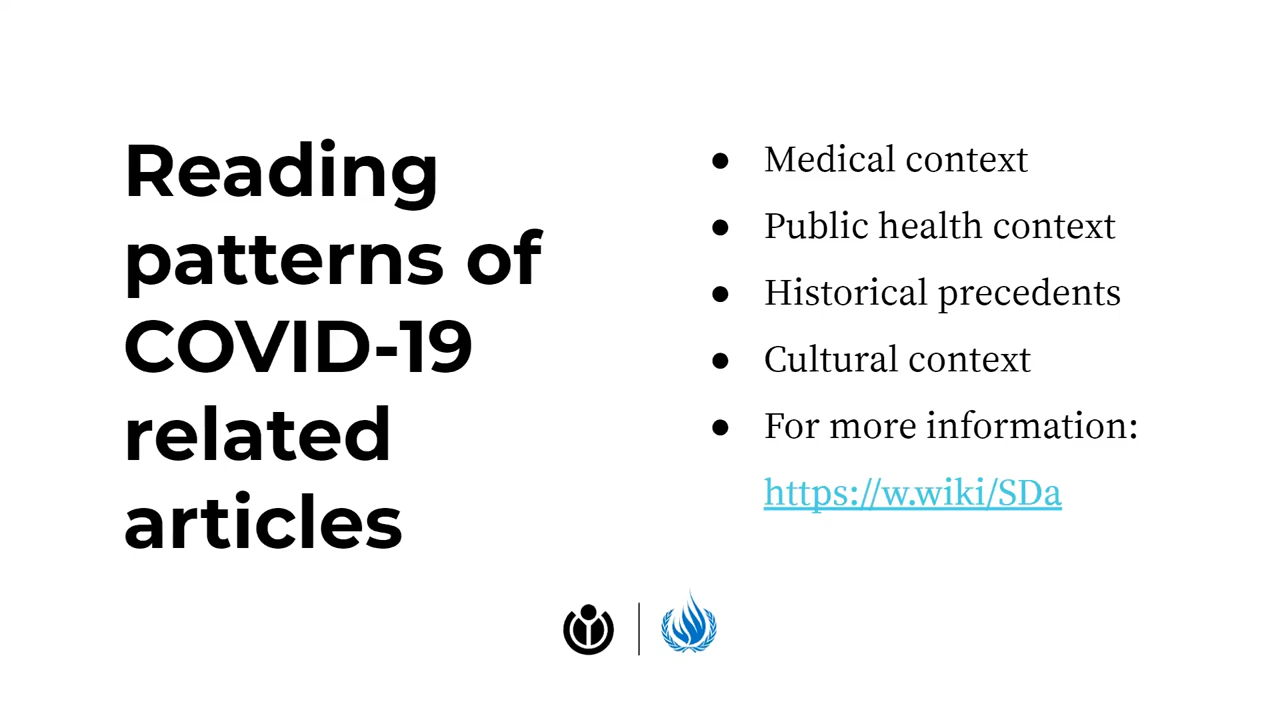 Reading
patterns of
COVID-19
related
articles
● Medical context
● Public health context
● Historical precedents
● Cultural context
● For more information:
https://w.wiki/SDa